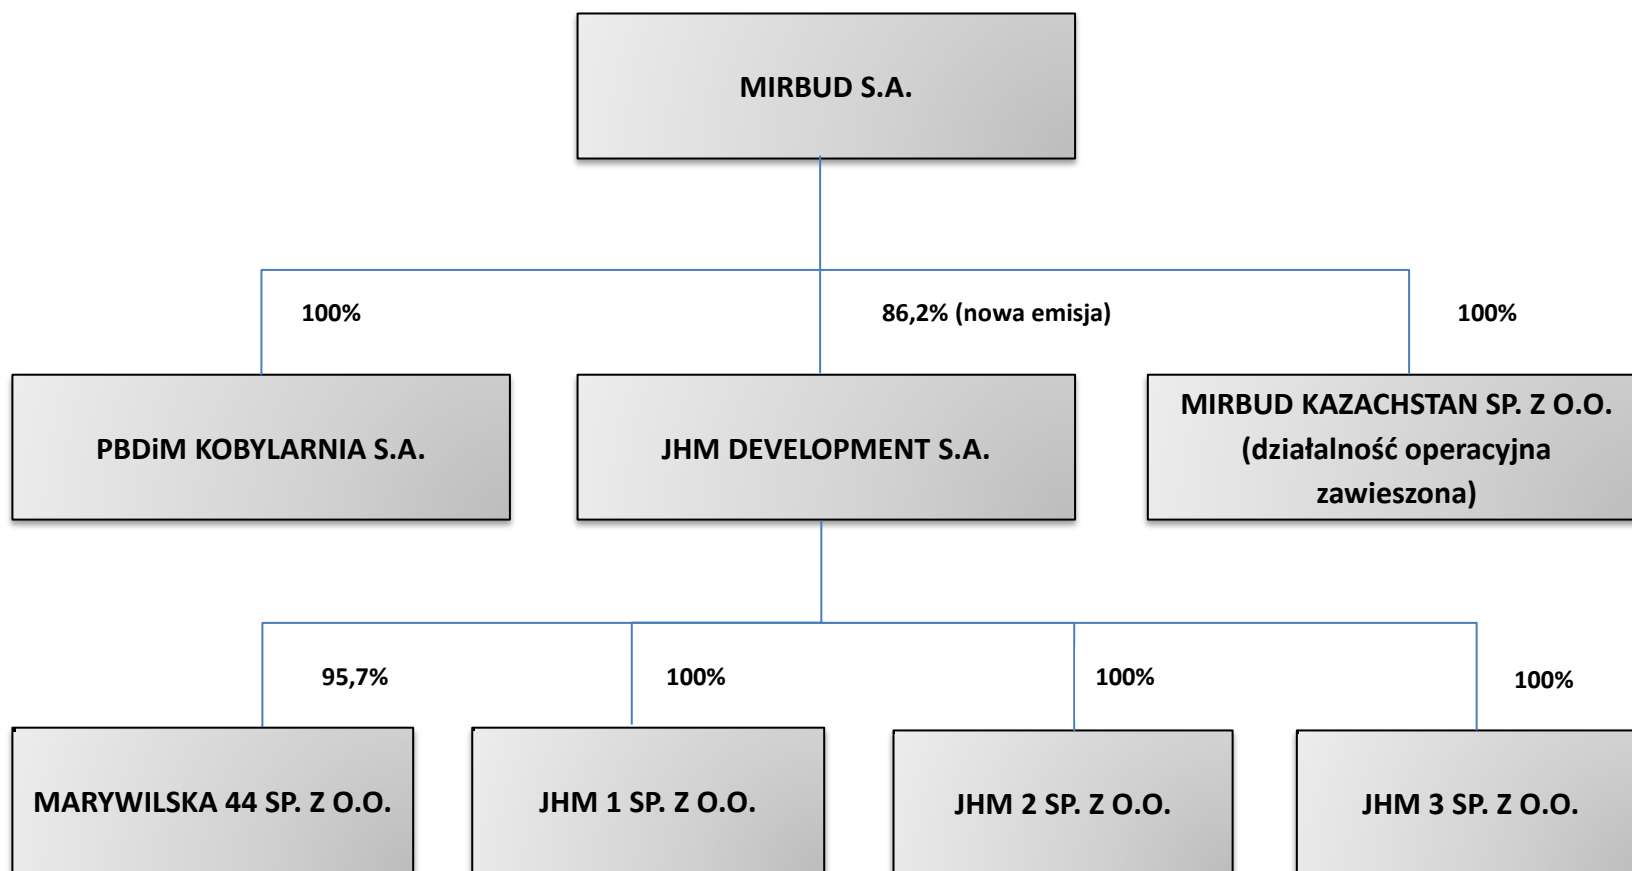 MIRBUD S.A.
100%
86,2% (nowa emisja)
100%
PBDiM KOBYLARNIA S.A.
JHM DEVELOPMENT S.A.
MIRBUD KAZACHSTAN SP. Z O.O.
(działalność operacyjna
zawieszona)
95,7%
100%
100%
100%
MARYWILSKA 44 SP. Z O.O.
JHM 1 SP. Z O.O.
JHM 2 SP. Z O.O.
JHM 3 SP. Z O.O.